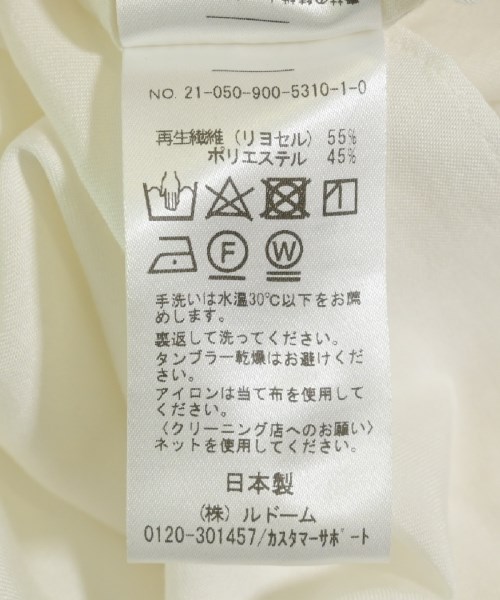 NO. 21-050-900-5310-1-0
再生繊維（リヨセル） 55%
ポリエステル 45%
F W
手洗いは水温30℃以下をお薦
めします。
裏返して洗ってください。
タンブラー乾燥はお避けくだ
さい。
アイロンは当て布を使用して
ください。
〈クリーニング店へのお願い〉
ネットを使用してください。
日本製
（株）ルドーム
0120-301457/カスタマーサポート